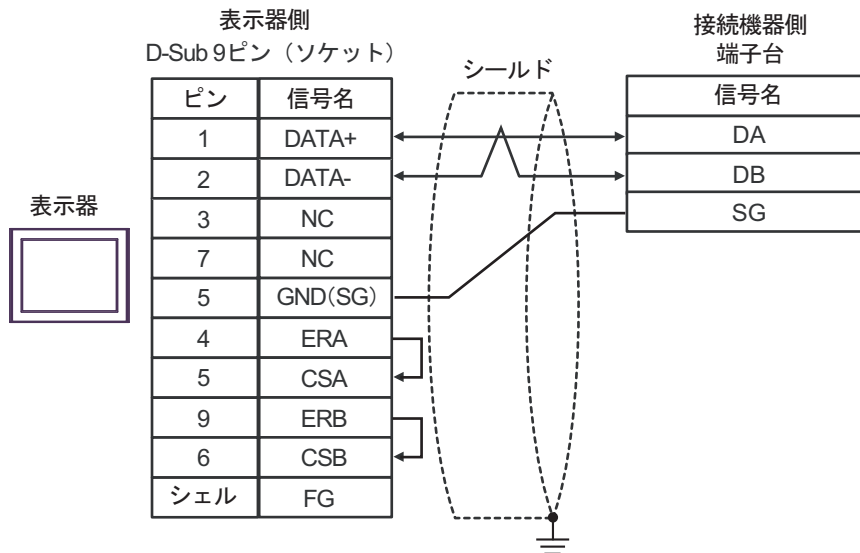 表示器側
D-Sub 9ピン（ソケット）
接続機器側
端子台
シールド
ピン 信号名
1 DATA+
2 DATA-
3 NC
7 NC
5 GND(SG)
4 ERA
5 CSA
9 ERB
6 CSB
シェル FG
信号名
DA
DB
SG
表示器